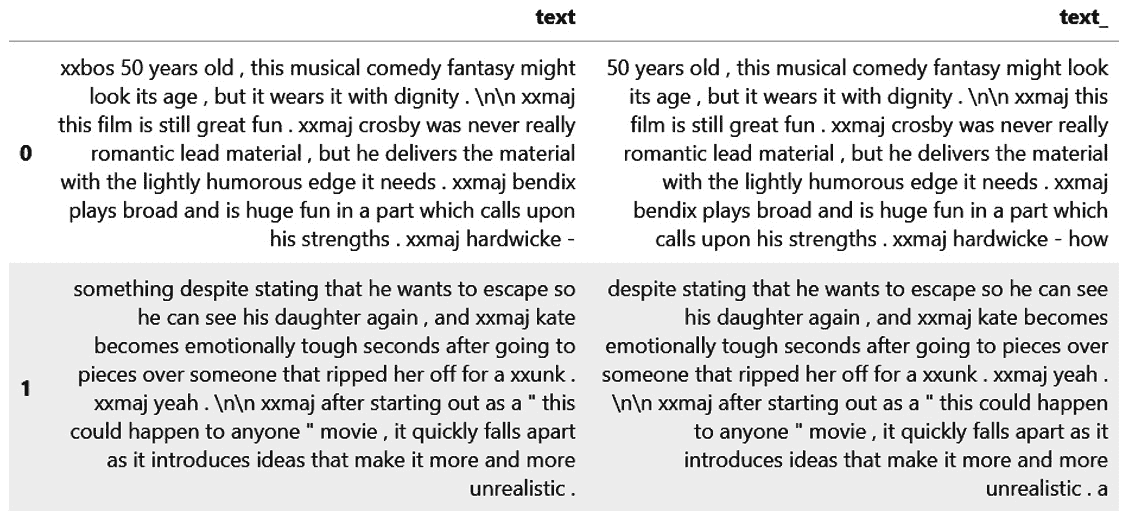 text text_
0
xxbos 50 years old , this musical comedy fantasy might
look its age , but it wears it with dignity . \n\n xxmaj
this film is still great fun . xxmaj crosby was never really
romantic lead material , but he delivers the material
with the lightly humorous edge it needs . xxmaj bendix
plays broad and is huge fun in a part which calls upon
his strengths . xxmaj hardwicke -
50 years old , this musical comedy fantasy might look
its age , but it wears it with dignity . \n\n xxmaj this
film is still great fun . xxmaj crosby was never really
romantic lead material , but he delivers the material
with the lightly humorous edge it needs . xxmaj
bendix plays broad and is huge fun in a part which
calls upon his strengths . xxmaj hardwicke - how
1
something despite stating that he wants to escape so
he can see his daughter again , and xxmaj kate
becomes emotionally tough seconds after going to
pieces over someone that ripped her off for a xxunk .
xxmaj yeah . \n\n xxmaj after starting out as a " this
could happen to anyone " movie , it quickly falls apart
as it introduces ideas that make it more and more
unrealistic .
despite stating that he wants to escape so he can see
his daughter again , and xxmaj kate becomes
emotionally tough seconds after going to pieces over
someone that ripped her off for a xxunk . xxmaj yeah .
\n\n xxmaj after starting out as a " this could happen
to anyone " movie , it quickly falls apart as it
introduces ideas that make it more and more
unrealistic . a